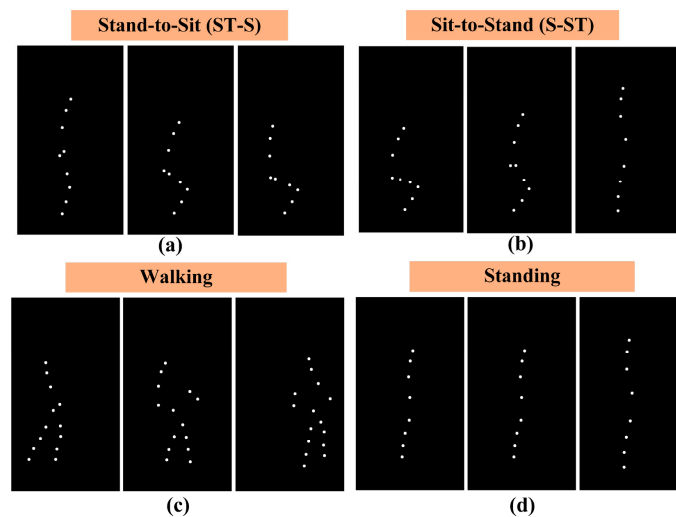 Stand-to-Sit (ST-S)
Sit-to-Stand (S-ST)
(a)
(b)
Walking
Standing
(c)
(d)